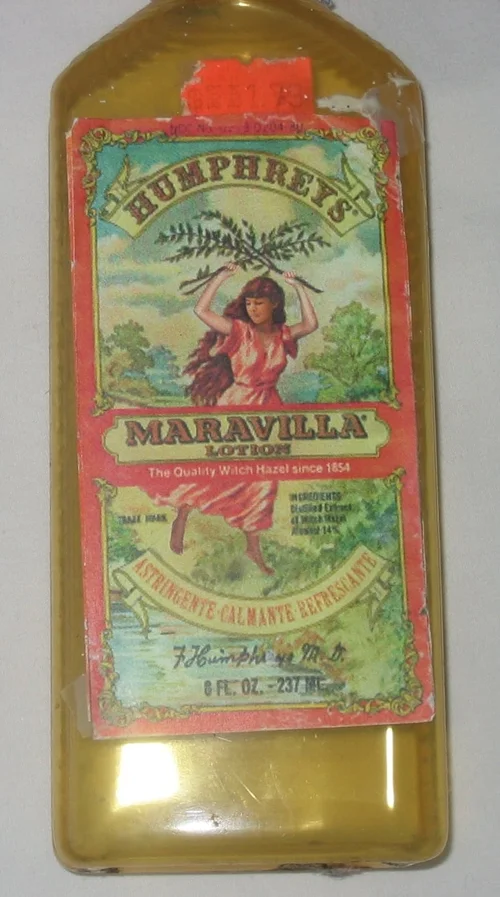 HUMPHREYS®
MARAVILLA®
LOTION
The Quality Witch Hazel since 1854
TRADE MARK
INGREDIENTS
Distilled Extract
of Witch Hazel
Alcohol 14%
ASTRINGENTE·CALMANTE·REFRESCANTE
F Humphreys M.D.
8 FL. OZ. - 237 ML.